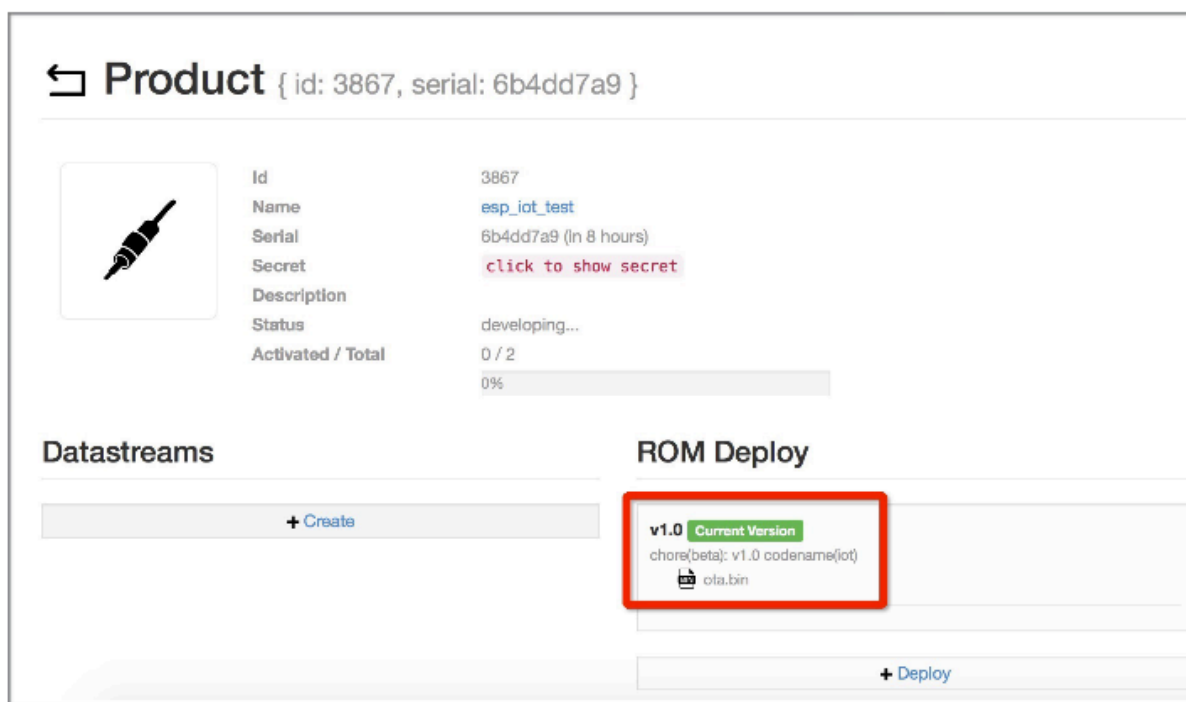 Product { id: 3867, serial: 6b4dd7a9 }
Id 3867
Name esp_iot_test
Serial 6b4dd7a9 (in 8 hours)
Secret click to show secret
Description
Status developing...
Activated / Total 0 / 2
0%
Datastreams
+ Create
ROM Deploy
v1.0 Current Version
chore(beta): v1.0 codename(iot)
ota.bin
+ Deploy